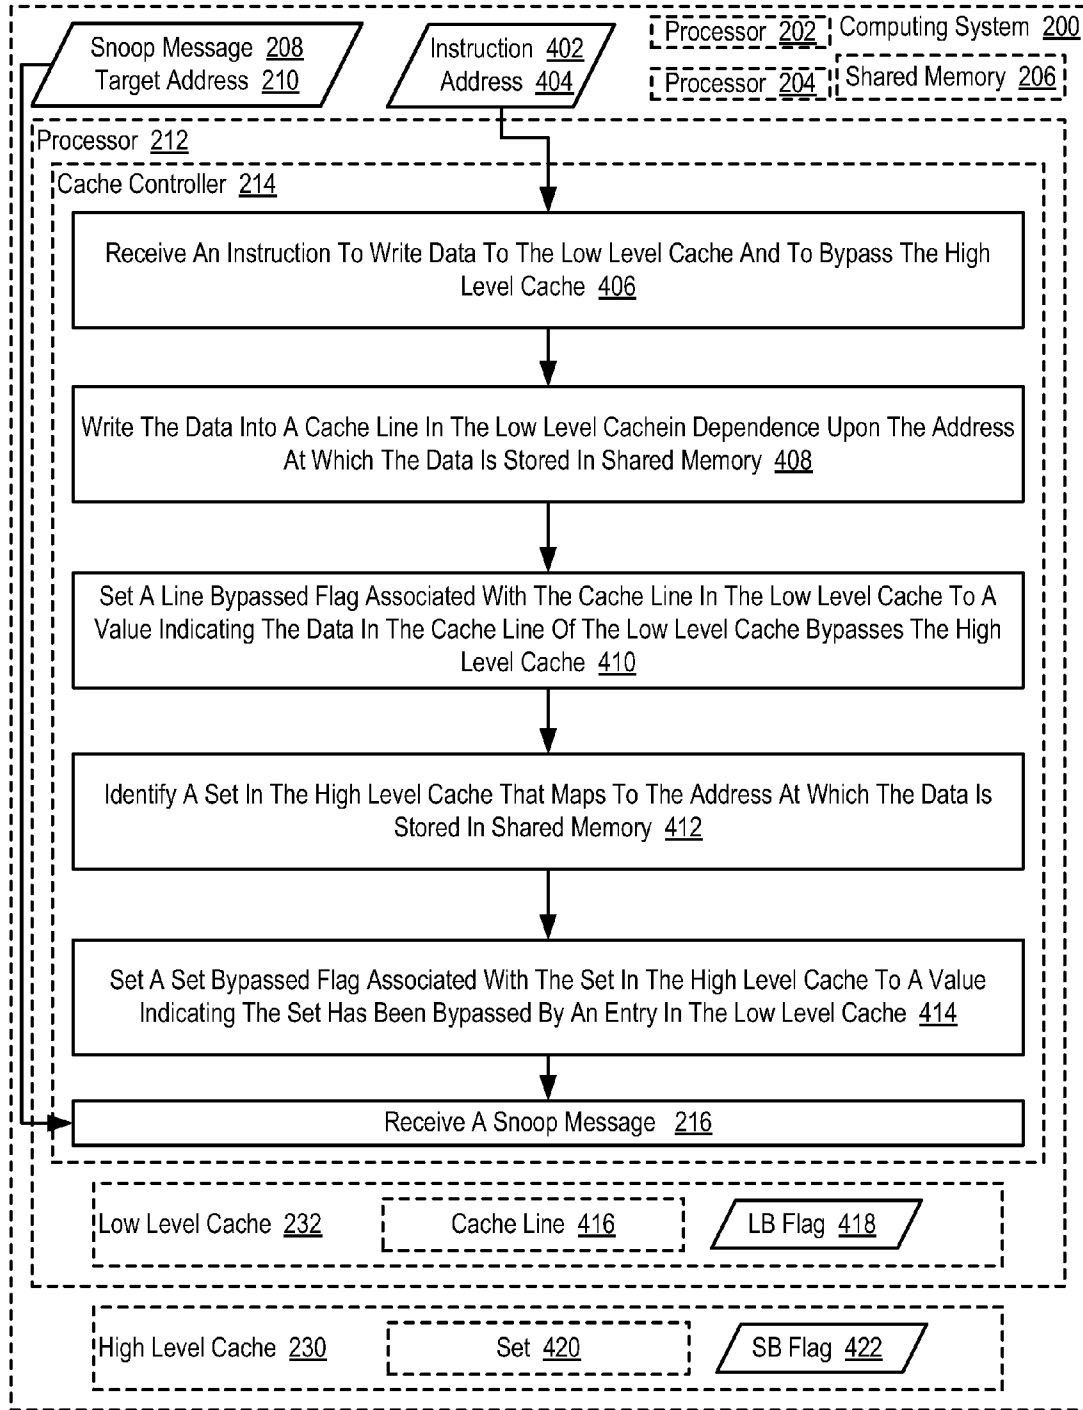 Snoop Message 208
Target Address 210
Instruction 402
Address 404
Processor 202
Computing System 200
Processor 204
Shared Memory 206
Processor 212
Cache Controller 214
Receive An Instruction To Write Data To The Low Level Cache And To Bypass The High
Level Cache 406
Write The Data Into A Cache Line In The Low Level Cachein Dependence Upon The Address
At Which The Data Is Stored In Shared Memory 408
Set A Line Bypassed Flag Associated With The Cache Line In The Low Level Cache To A
Value Indicating The Data In The Cache Line Of The Low Level Cache Bypasses The High
Level Cache 410
Identify A Set In The High Level Cache That Maps To The Address At Which The Data Is
Stored In Shared Memory 412
Set A Set Bypassed Flag Associated With The Set In The High Level Cache To A Value
Indicating The Set Has Been Bypassed By An Entry In The Low Level Cache 414
Receive A Snoop Message 216
Low Level Cache 232
Cache Line 416
LB Flag 418
High Level Cache 230
Set 420
SB Flag 422